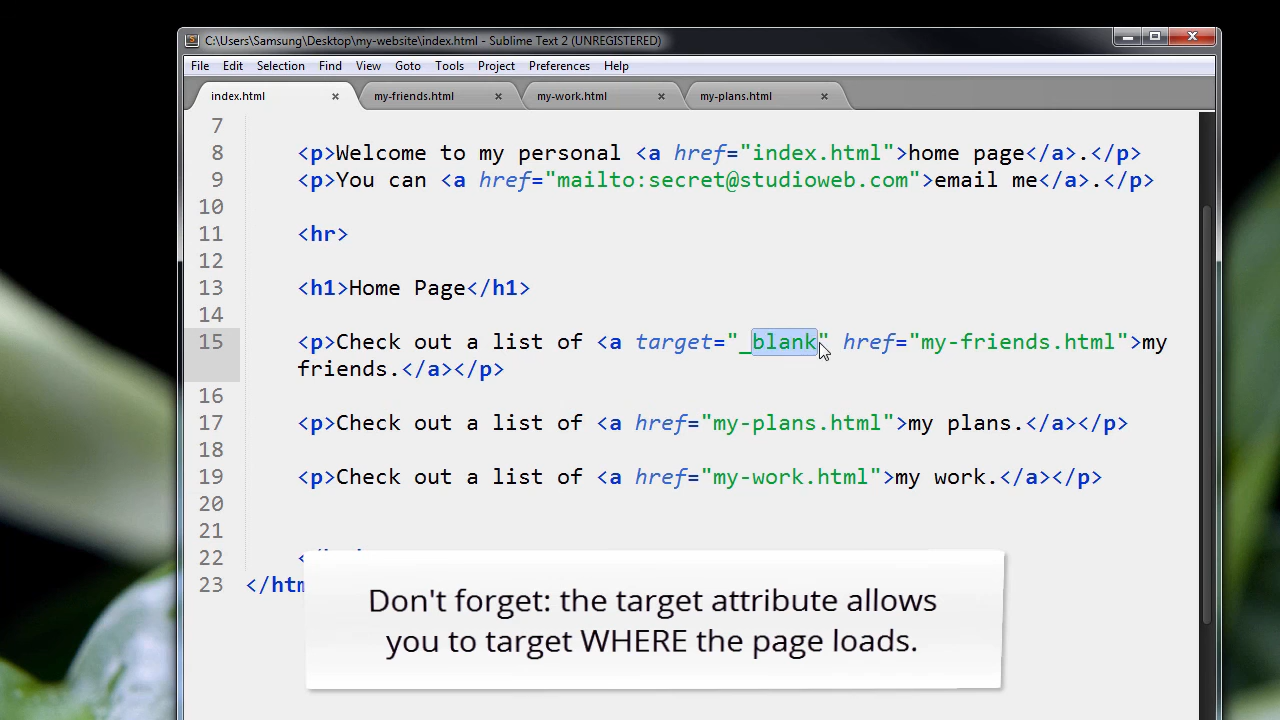 C:\Users\Samsung\Desktop\my-website\index.html - Sublime Text 2 (UNREGISTERED)
File Edit Selection Find View Goto Tools Project Preferences Help
index.html × my-friends.html × my-work.html × my-plans.html ×
7
8 <p>Welcome to my personal <a href="index.html">home page</a>.</p>
9 <p>You can <a href="mailto:secret@studioweb.com">email me</a>.</p>
10
11 <hr>
12
13 <h1>Home Page</h1>
14
15 <p>Check out a list of <a target="_blank" href="my-friends.html">my
friends.</a></p>
16
17 <p>Check out a list of <a href="my-plans.html">my plans.</a></p>
18
19 <p>Check out a list of <a href="my-work.html">my work.</a></p>
20
21
22
23 </htm
Don't forget: the target attribute allows
you to target WHERE the page loads.